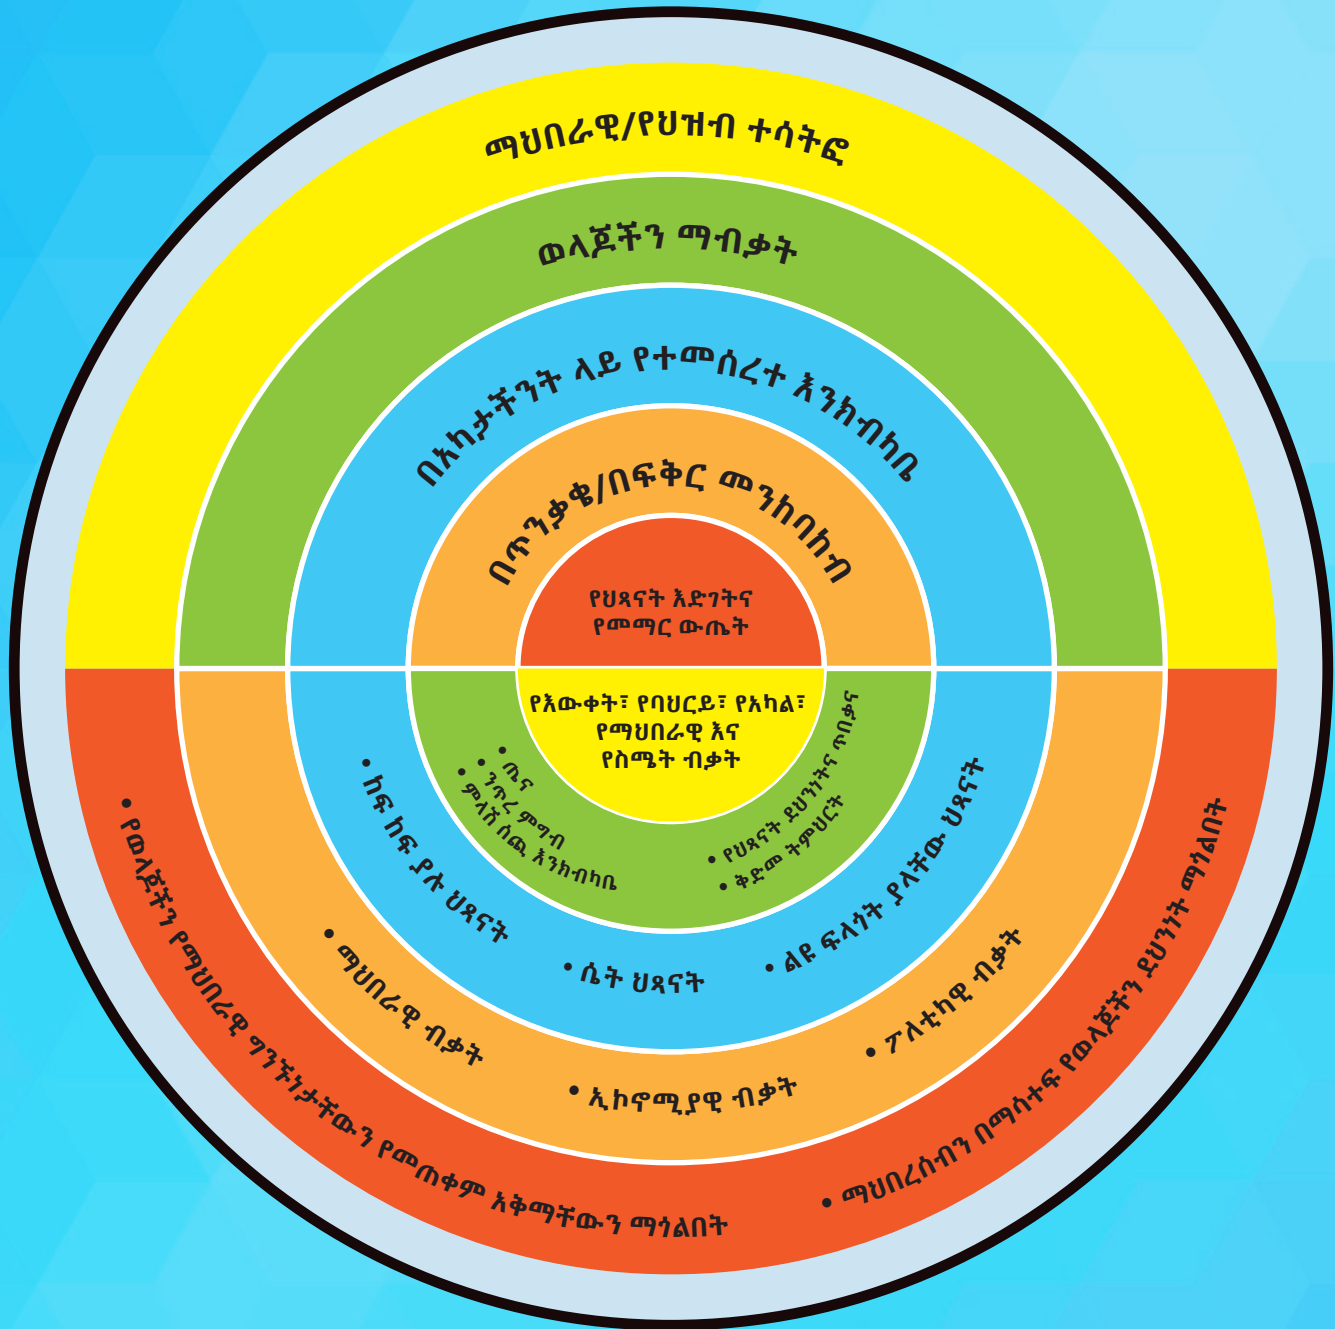 ማህበራዊ/የህዝብ ተሳትፎ
ወላጆችን ማብቃት
በአካታችንት ላይ የተመሰረተ እንክብካቤ
በጥንቃቄ/በፍቅር መንከባከብ
የህጻናት እድገትና
የመማር ውጤት
የእውቀት፣ የባህርይ፣ የአካል፣
የማህበራዊ እና
የስሜት ብቃት
• ጤና
• ንጥረ ምግብ
• ምላሽ ሰጪ እንክብካቤ
• የህጻናት ደህንነትና ጥበቃና
• ቅድመ ትምህርት
• ከፍ ከፍ ያሉ ህጻናት
• ሴት ህጻናት
• ልዩ ፍላጎት ያላቸው ህጻናት
• ማህበራዊ ብቃት
• ኢኮኖሚያዊ ብቃት
• ፖለቲካዊ ብቃት
• የወላጆችን የማህበራዊ ግንኙነታቸውን የመጠቀም አቅማቸውን ማጎልበት
• ማህበረሰብን በማሳተፍ የወላጆችን ደህንነት ማጎልበት